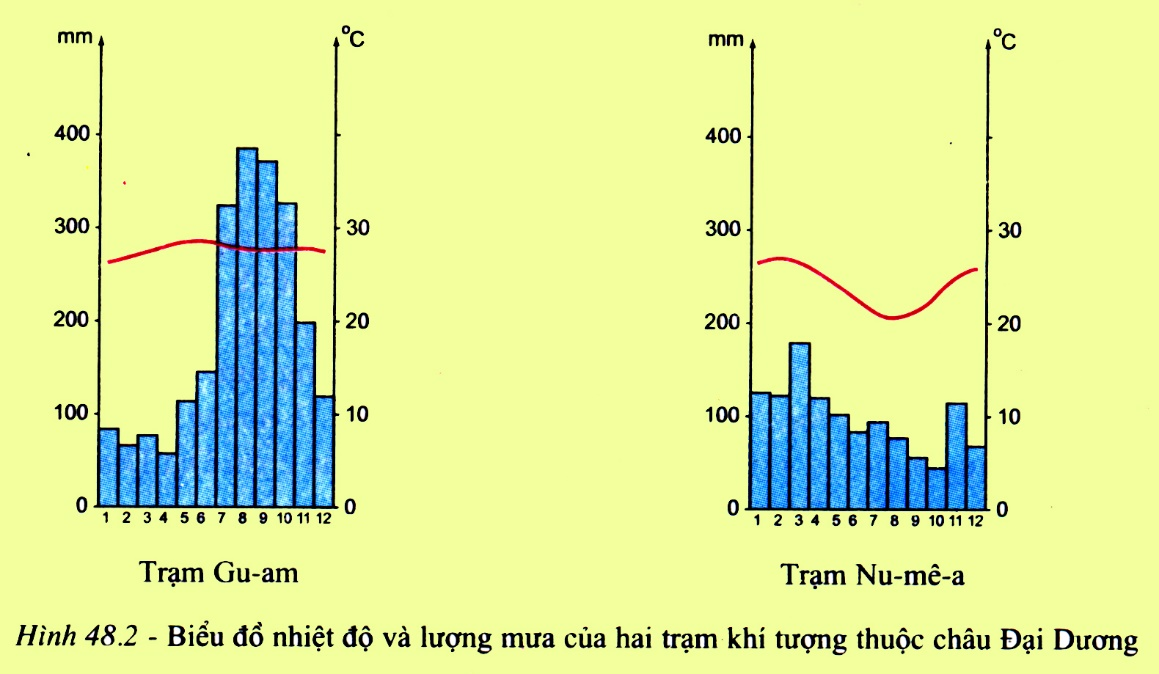 mm °C mm °C
400 400
300 30 300 30
200 20 200 20
100 10 100 10
0 0 0 0
1 2 3 4 5 6 7 8 9 10 11 12 1 2 3 4 5 6 7 8 9 10 11 12
Trạm Gu-am Trạm Nu-mê-a
Hình 48.2 - Biểu đồ nhiệt độ và lượng mưa của hai trạm khí tượng thuộc châu Đại Dương